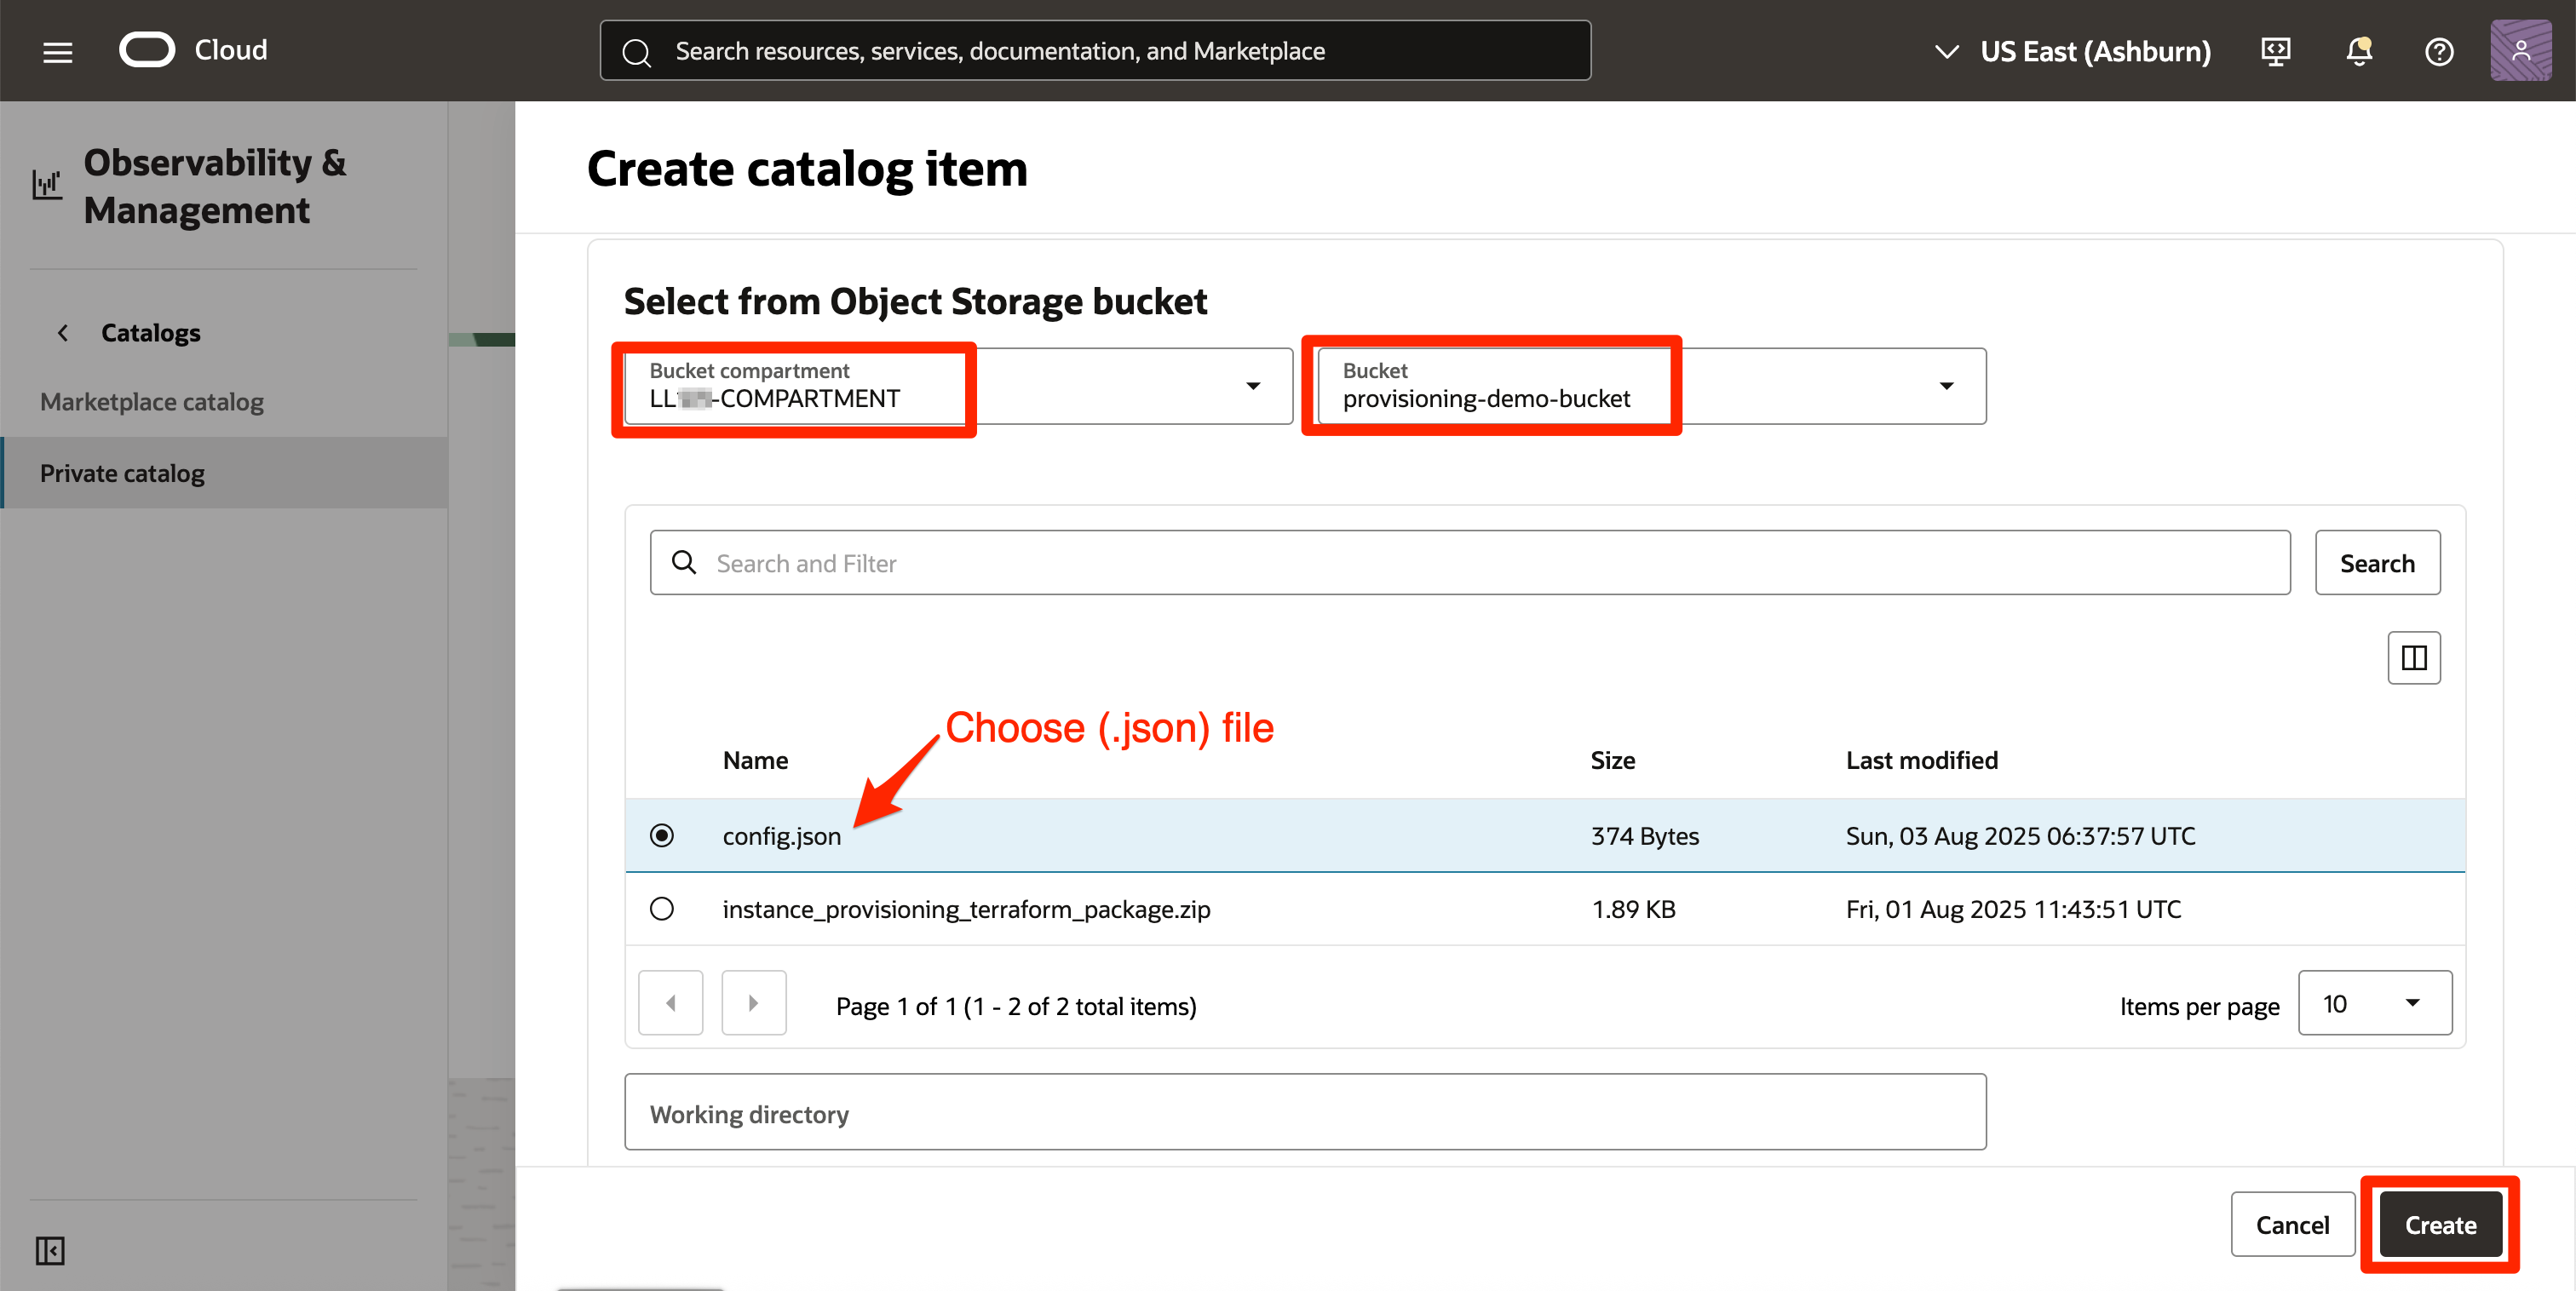 Cloud
Search resources, services, documentation, and Marketplace
US East (Ashburn)
Observability &
Management
Catalogs
Marketplace catalog
Private catalog
Create catalog item
Select from Object Storage bucket
Bucket compartment
LL -COMPARTMENT
Bucket
provisioning-demo-bucket
Search and Filter
Search
Choose (.json) file
Name Size Last modified
config.json 374 Bytes Sun, 03 Aug 2025 06:37:57 UTC
instance_provisioning_terraform_package.zip 1.89 KB Fri, 01 Aug 2025 11:43:51 UTC
Page 1 of 1 (1 - 2 of 2 total items)
Items per page 10
Working directory
Cancel
Create